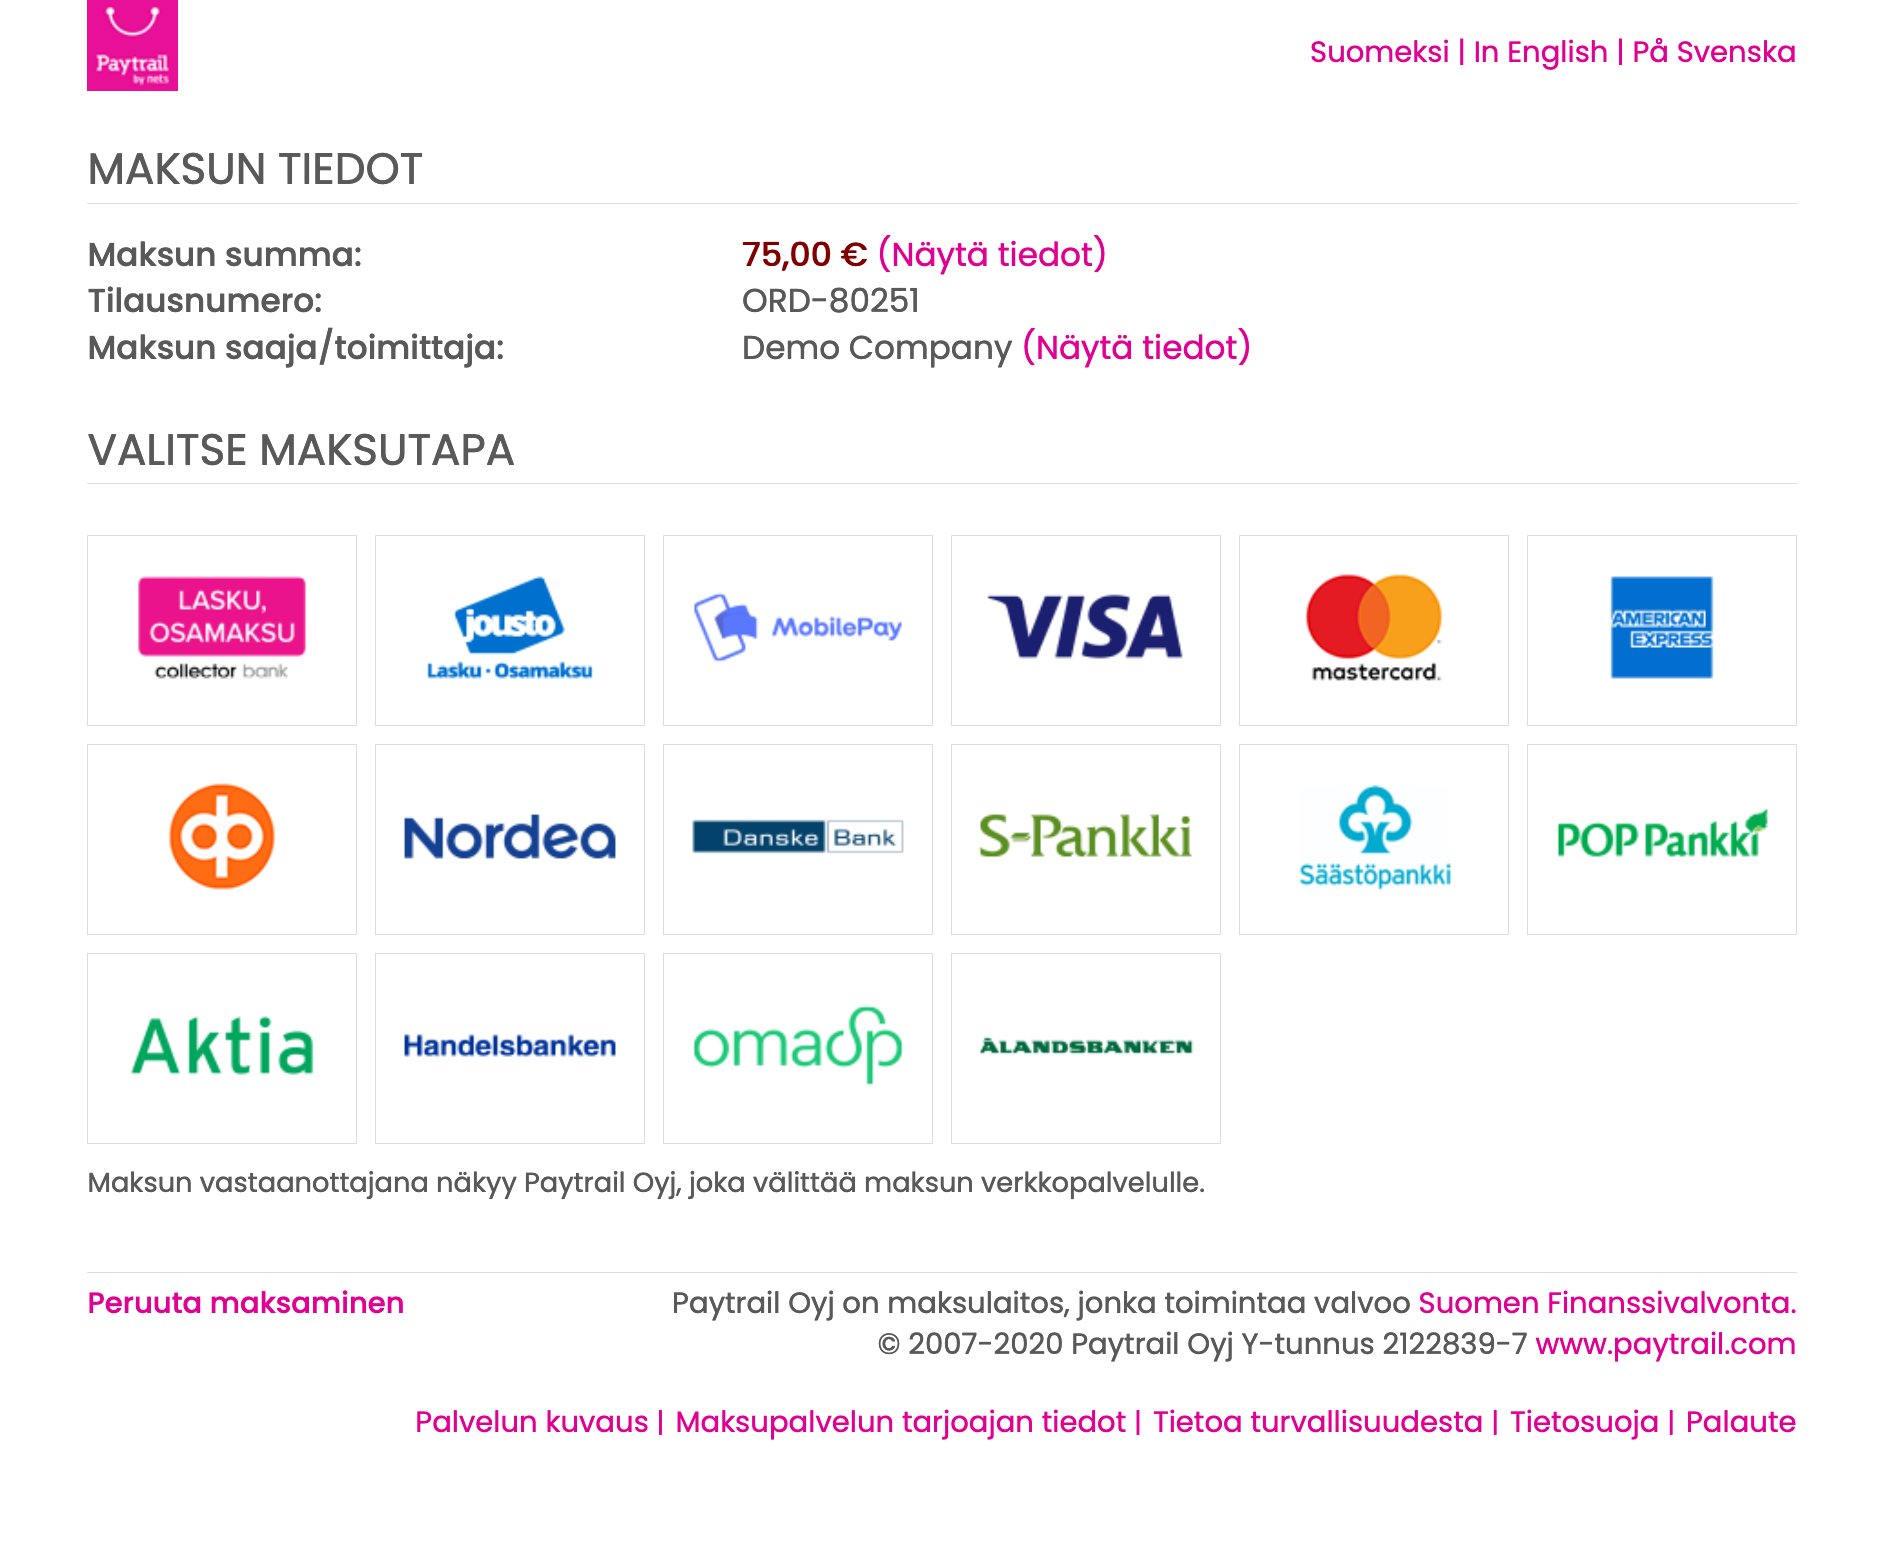 Paytrail
by nets
Suomeksi | In English | På Svenska
MAKSUN TIEDOT
Maksun summa: 75,00 € (Näytä tiedot)
Tilausnumero: ORD-80251
Maksun saaja/toimittaja: Demo Company (Näytä tiedot)
VALITSE MAKSUTAPA
LASKU,
OSAMAKSU
collector bank
jousto
Lasku · Osamaksu
MobilePay
VISA
mastercard.
AMERICAN
EXPRESS
op
Nordea
Danske Bank
S-Pankki
Säästöpankki
POP Pankki
Aktia
Handelsbanken
omasp
ÅLANDSBANKEN
Maksun vastaanottajana näkyy Paytrail Oyj, joka välittää maksun verkkopalvelulle.
Peruuta maksaminen
Paytrail Oyj on maksulaitos, jonka toimintaa valvoo Suomen Finanssivalvonta.
© 2007-2020 Paytrail Oyj Y-tunnus 2122839-7 www.paytrail.com
Palvelun kuvaus | Maksupalvelun tarjoajan tiedot | Tietoa turvallisuudesta | Tietosuoja | Palaute